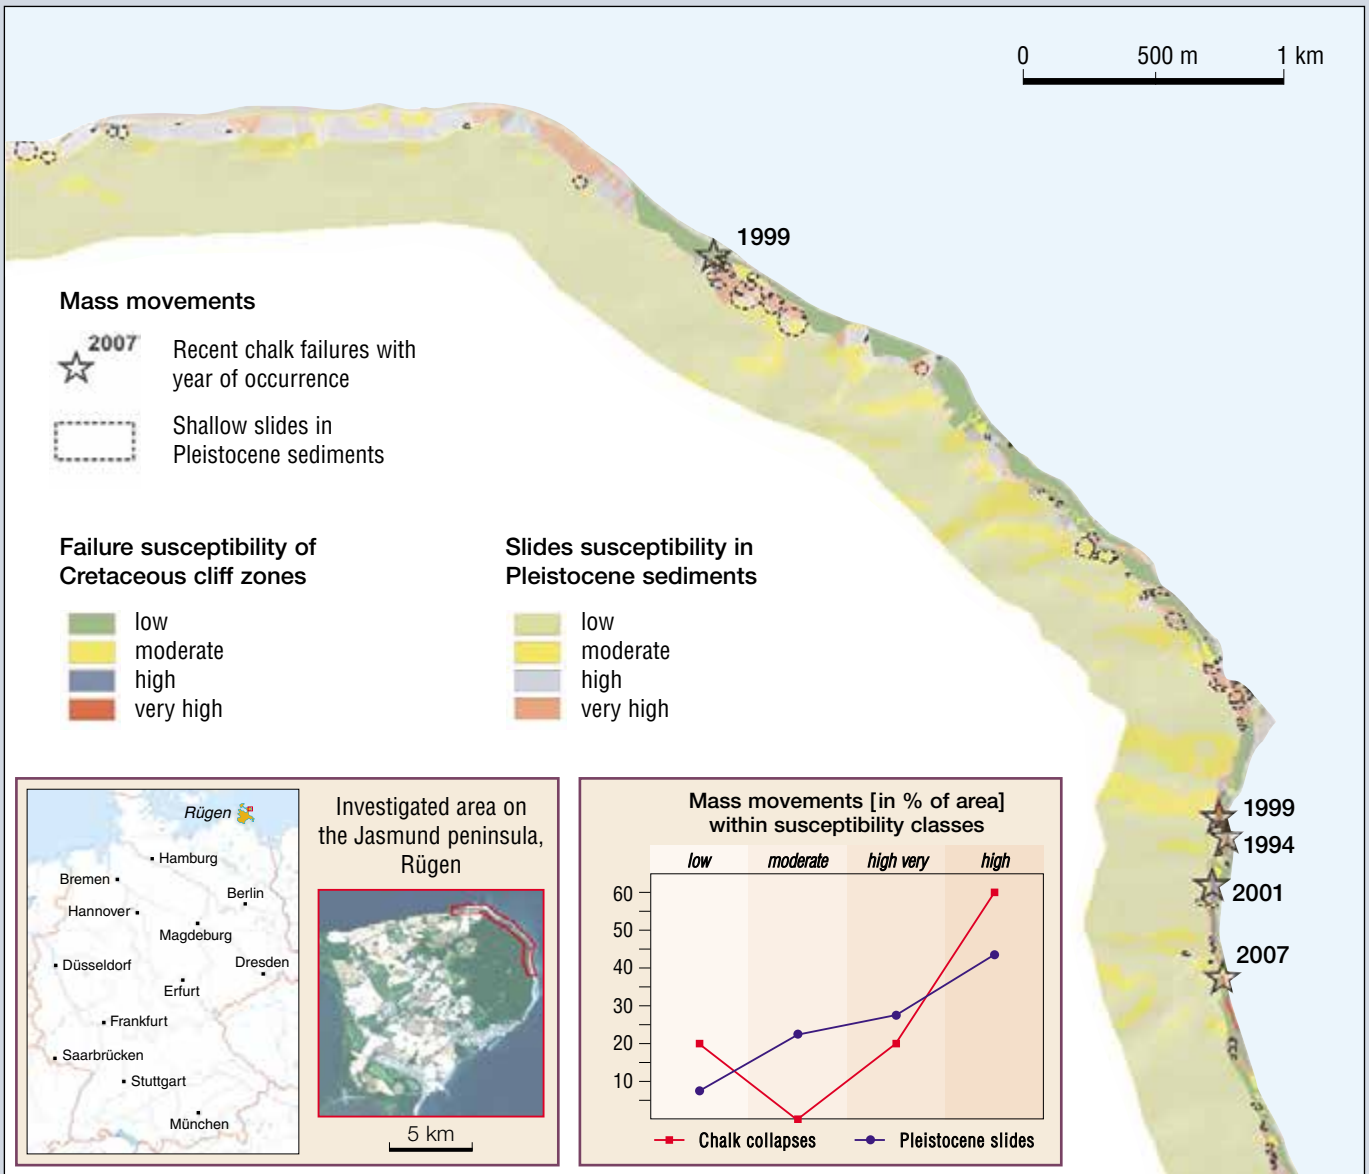 0 500 m 1 km
1999
Mass movements
2007
Recent chalk failures with
year of occurrence
Shallow slides in
Pleistocene sediments
Failure susceptibility of
Cretaceous cliff zones
low
moderate
high
very high
Slides susceptibility in
Pleistocene sediments
low
moderate
high
very high
1999
1994
2001
2007
Rügen
Hamburg
Bremen
Berlin
Hannover
Magdeburg
Düsseldorf
Dresden
Erfurt
Frankfurt
Saarbrücken
Stuttgart
München
Investigated area on
the Jasmund peninsula,
Rügen
5 km
Mass movements [in % of area]
within susceptibility classes
low moderate high very high
60
50
40
30
20
10
Chalk collapses Pleistocene slides